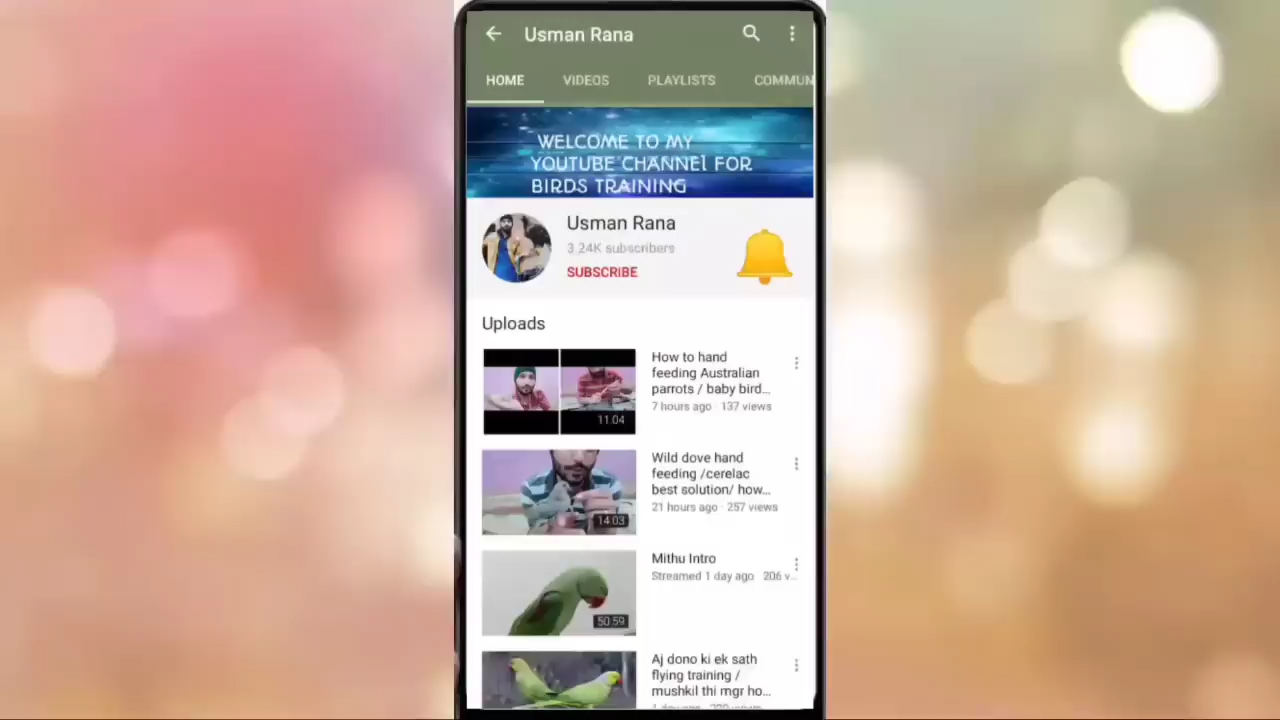 Usman Rana
HOME VIDEOS PLAYLISTS COMMUN
WELCOME TO MY
YOUTUBE CHANNEl FOR
BIRDS TRAINING
Usman Rana
3.24K subscribers
SUBSCRIBE
Uploads
How to hand
feeding Australian
parrots / baby bird...
7 hours ago · 137 views
11:04
Wild dove hand
feeding /cerelac
best solution/ how...
21 hours ago · 257 views
14:03
Mithu Intro
Streamed 1 day ago · 206 v...
50:59
Aj dono ki ek sath
flying training /
mushkil thi mgr ho...